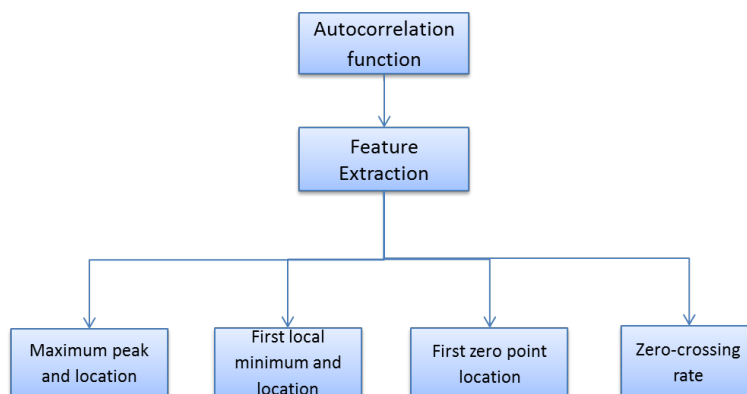 Autocorrelation
function
Feature
Extraction
Maximum peak
and location
First local
minimum and
location
First zero point
location
Zero-crossing
rate